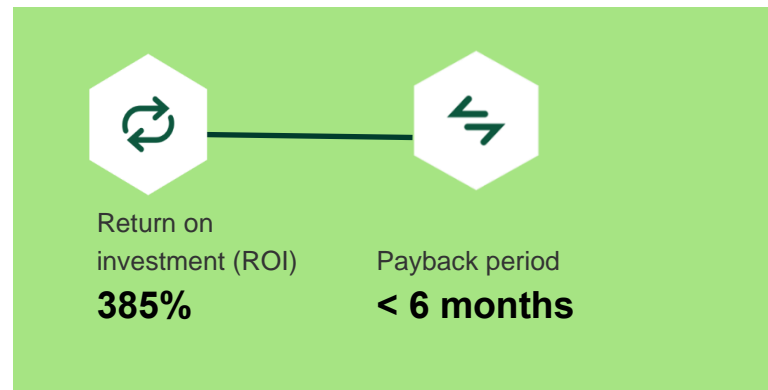 Return on
investment (ROI)
385%
Payback period
< 6 months